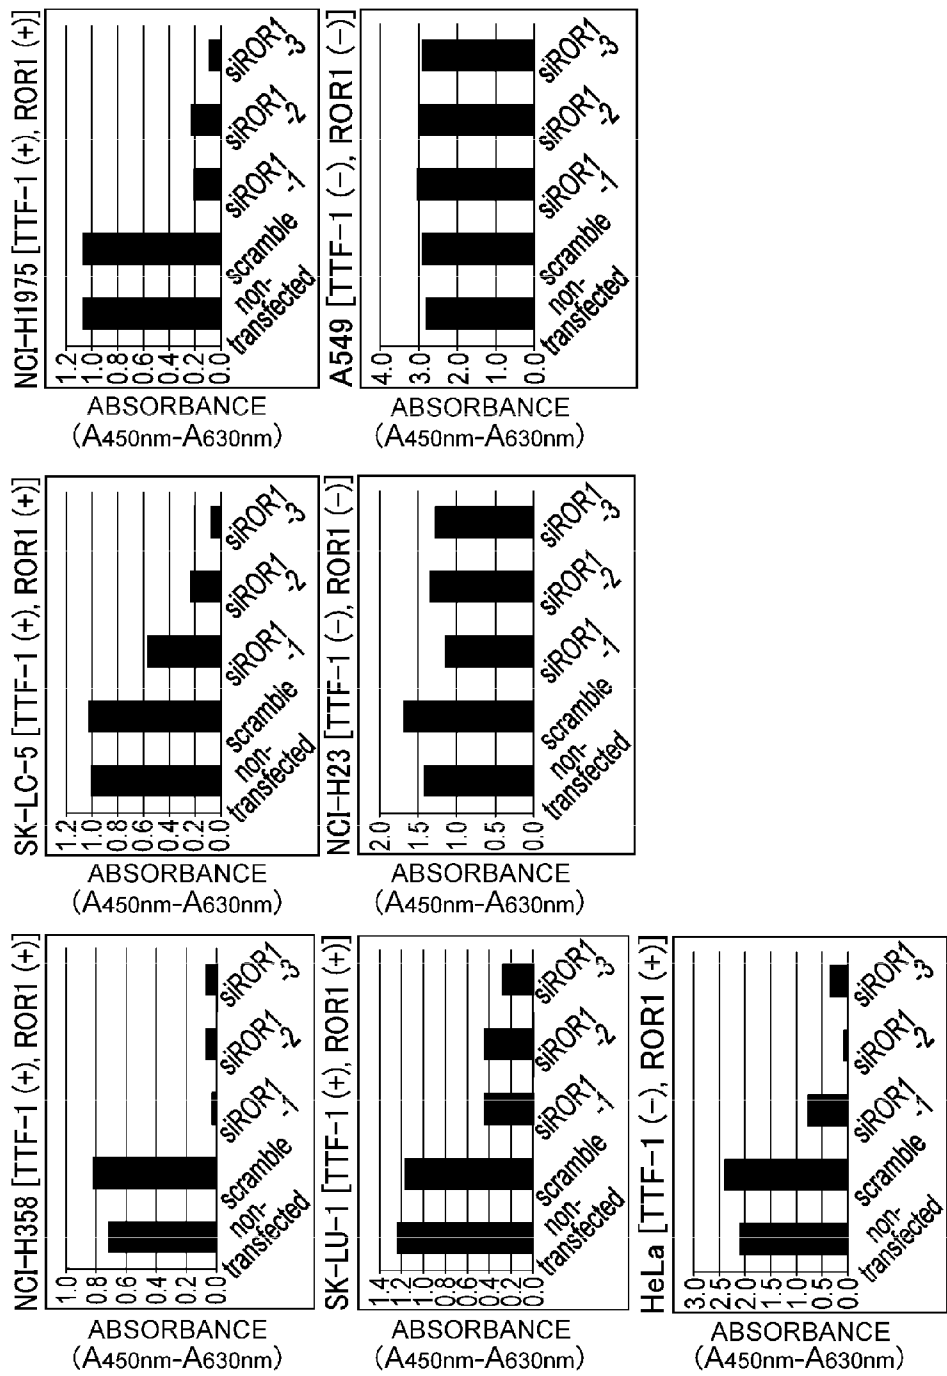 NCI-H358 [TTF-1 (+), ROR1 (+)]
ABSORBANCE
(A450nm-A630nm)
1.0
0.8
0.6
0.4
0.2
0.0
non-
transfected
scramble
siROR1
-1
siROR1
-2
siROR1
-3
SK-LC-5 [TTF-1 (+), ROR1 (+)]
ABSORBANCE
(A450nm-A630nm)
1.2
1.0
0.8
0.6
0.4
0.2
0.0
non-
transfected
scramble
siROR1
-1
siROR1
-2
siROR1
-3
NCI-H1975 [TTF-1 (+), ROR1 (+)]
ABSORBANCE
(A450nm-A630nm)
1.2
1.0
0.8
0.6
0.4
0.2
0.0
non-
transfected
scramble
siROR1
-1
siROR1
-2
siROR1
-3
SK-LU-1 [TTF-1 (+), ROR1 (+)]
ABSORBANCE
(A450nm-A630nm)
1.4
1.2
1.0
0.8
0.6
0.4
0.2
0.0
non-
transfected
scramble
siROR1
-1
siROR1
-2
siROR1
-3
NCI-H23 [TTF-1 (-), ROR1 (-)]
ABSORBANCE
(A450nm-A630nm)
2.0
1.5
1.0
0.5
0.0
non-
transfected
scramble
siROR1
-1
siROR1
-2
siROR1
-3
A549 [TTF-1 (-), ROR1 (-)]
ABSORBANCE
(A450nm-A630nm)
4.0
3.0
2.0
1.0
0.0
non-
transfected
scramble
siROR1
-1
siROR1
-2
siROR1
-3
HeLa [TTF-1 (-), ROR1 (+)]
ABSORBANCE
(A450nm-A630nm)
3.0
2.5
2.0
1.5
1.0
0.5
0.0
non-
transfected
scramble
siROR1
-1
siROR1
-2
siROR1
-3